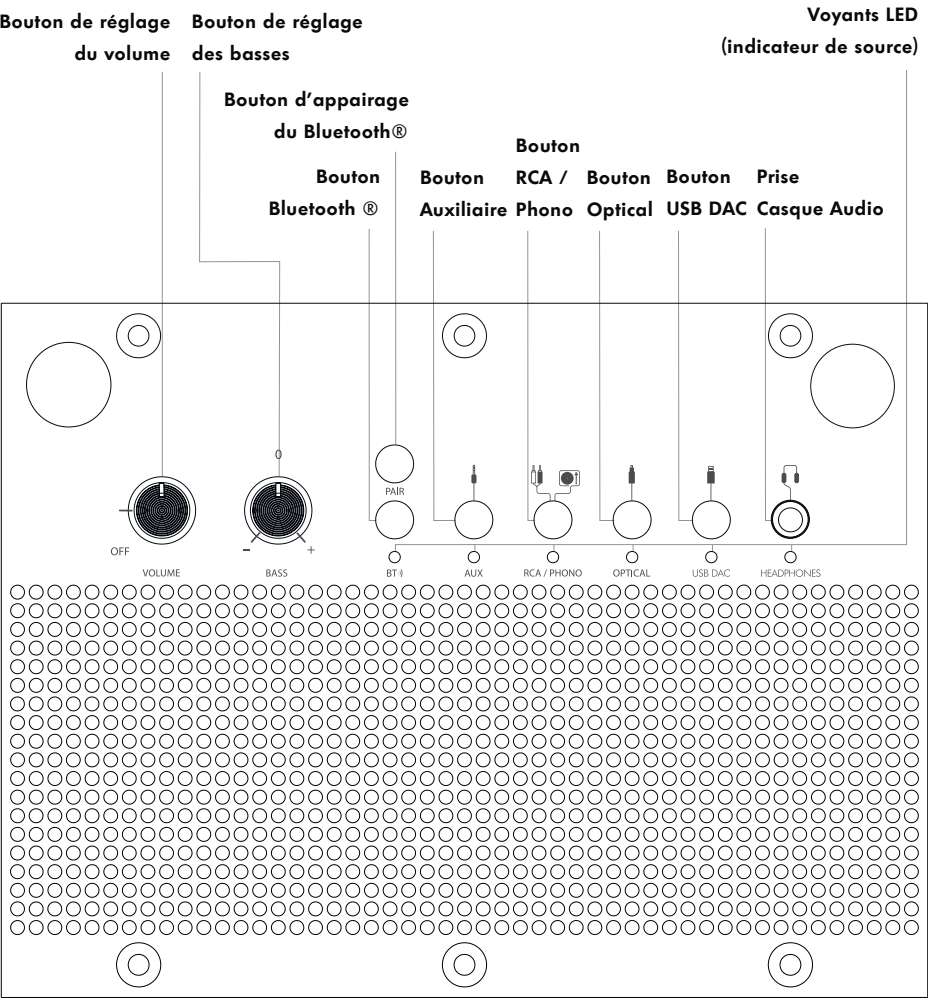 Bouton de réglage
du volume
Bouton de réglage
des basses
Voyants LED
(indicateur de source)
Bouton d'appairage
du Bluetooth®
Bouton
Bluetooth ®
Bouton
Auxiliaire
Bouton
RCA /
Phono
Bouton
Optical
Bouton
USB DAC
Prise
Casque Audio
0
PAIR
OFF
- +
VOLUME
BASS
BT
AUX
RCA / PHONO
OPTICAL
USB DAC
HEADPHONES